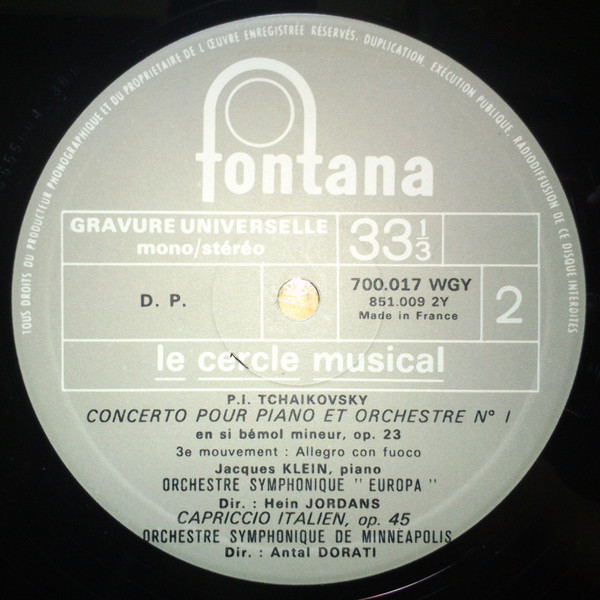 TOUS DROITS DU PRODUCTEUR PHONOGRAPHIQUE ET DU PROPRIÉTAIRE DE L'ŒUVRE ENREGISTRÉE RÉSERVÉS. DUPLICATION, EXECUTION PUBLIQUE, RADIODIFFUSION DE CE DISQUE INTERDITES
fontana
GRAVURE UNIVERSELLE
mono/stéréo
33 1/3
D. P.
700.017 WGY
851.009 2Y
Made in France
2
le cercle musical
P.I. TCHAIKOVSKY
CONCERTO POUR PIANO ET ORCHESTRE N° I
en si bémol mineur, op. 23
3e mouvement : Allegro con fuoco
Jacques KLEIN, piano
ORCHESTRE SYMPHONIQUE " EUROPA "
Dir. : Hein JORDANS
CAPRICCIO ITALIEN, op. 45
ORCHESTRE SYMPHONIQUE DE MINNEAPOLIS
Dir. : Antal DORATI